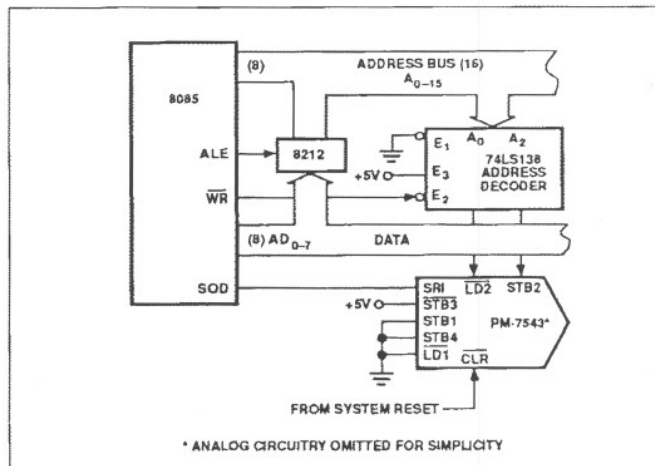 (8)
ADDRESS BUS (16)
A0–15
8085
ALE
8212
WR
E1
A0 A2
+5V
E3
74LS138
ADDRESS
DECODER
E2
(8) AD0–7
DATA
SOD
SRI LD2 STB2
+5V
STB3
STB1
PM-7543*
STB4
LD1
CLR
FROM SYSTEM RESET
* ANALOG CIRCUITRY OMITTED FOR SIMPLICITY